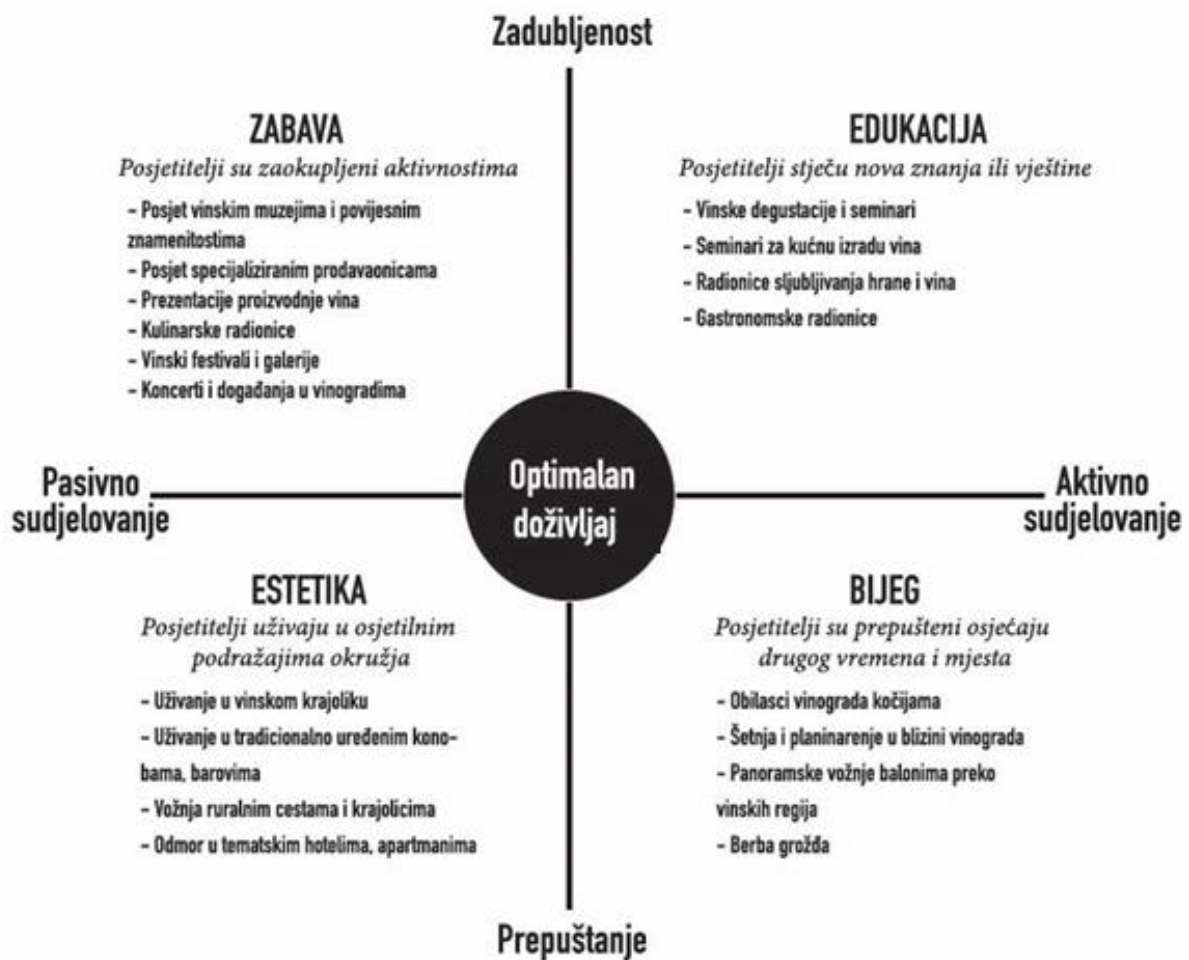 Zadubljenost
ZABAVA
Posjetitelji su zaokupljeni aktivnostima
- Posjet vinskim muzejima i povijesnim
znamenitostima
- Posjet specijaliziranim prodavaonicama
- Prezentacije proizvodnje vina
- Kulinarske radionice
- Vinski festivali i galerije
- Koncerti i događanja u vinogradima
EDUKACIJA
Posjetitelji stječu nova znanja ili vještine
- Vinske degustacije i seminari
- Seminari za kućnu izradu vina
- Radionice sljubljivanja hrane i vina
- Gastronomske radionice
Pasivno
sudjelovanje
Optimalan
doživljaj
Aktivno
sudjelovanje
ESTETIKA
Posjetitelji uživaju u osjetilnim
podražajima okružja
- Uživanje u vinskom krajoliku
- Uživanje u tradicionalno uređenim kono-
bama, barovima
- Vožnja ruralnim cestama i krajolicima
- Odmor u tematskim hotelima, apartmanima
BIJEG
Posjetitelji su prepušteni osjećaju
drugog vremena i mjesta
- Obilasci vinograda kočijama
- Šetnja i planinarenje u blizini vinograda
- Panoramske vožnje balonima preko
vinskih regija
- Berba grožđa
Prepuštanje